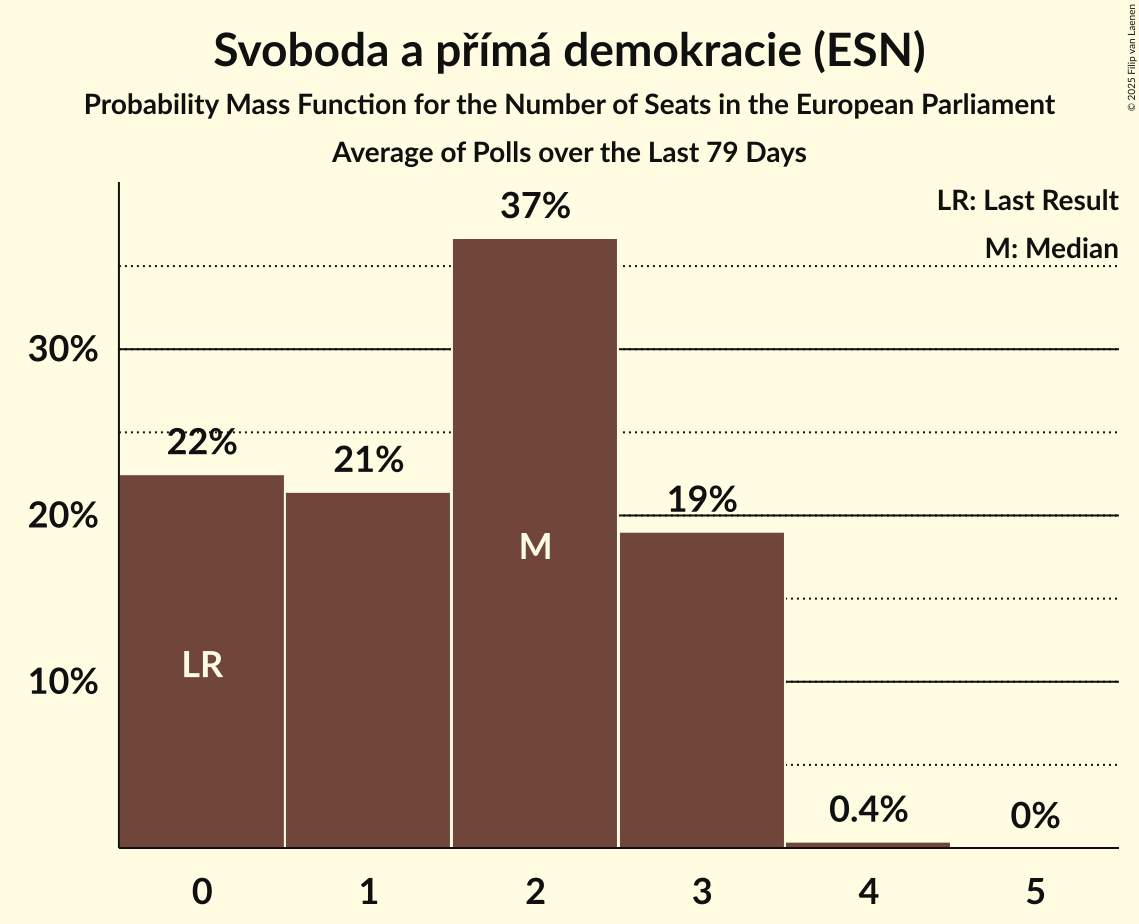 Svoboda a přímá demokracie (ESN)
Probability Mass Function for the Number of Seats in the European Parliament
Average of Polls over the Last 79 Days
© 2025 Filip van Laenen
LR: Last Result
M: Median
37%
30%
22%
21%
19%
20%
M
LR
10%
0.4%
0%
0 1 2 3 4 5